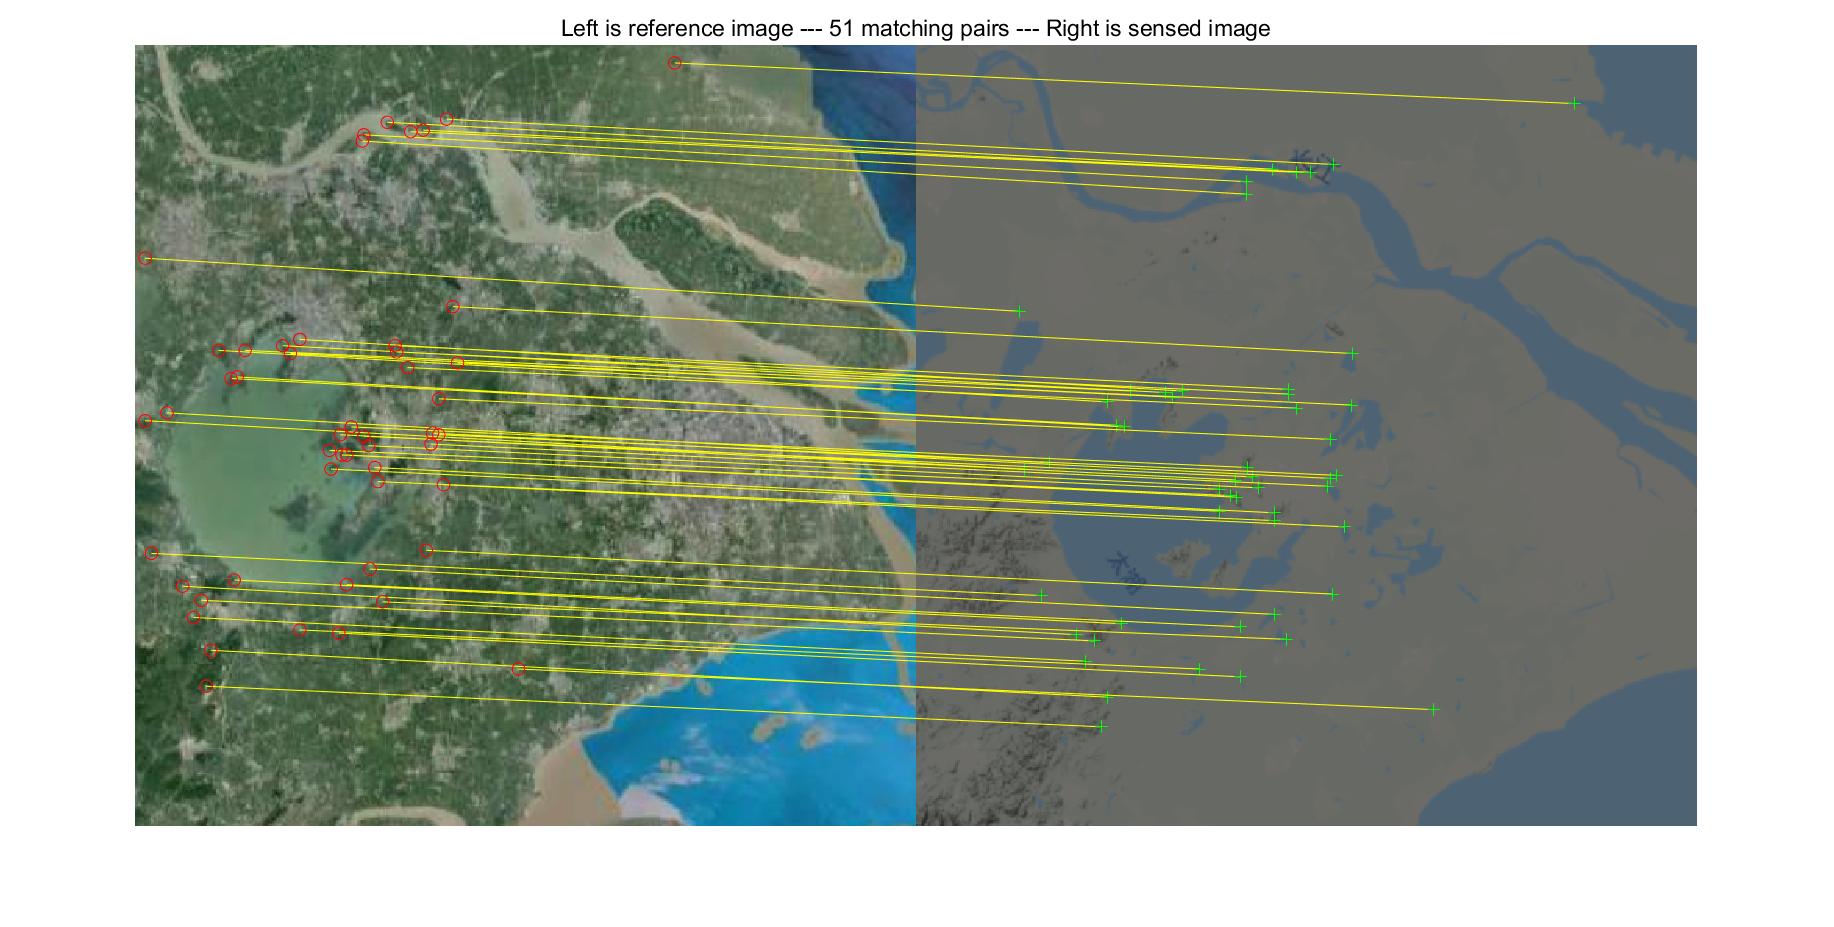 Left is reference image --- 51 matching pairs --- Right is sensed image
长江
太湖